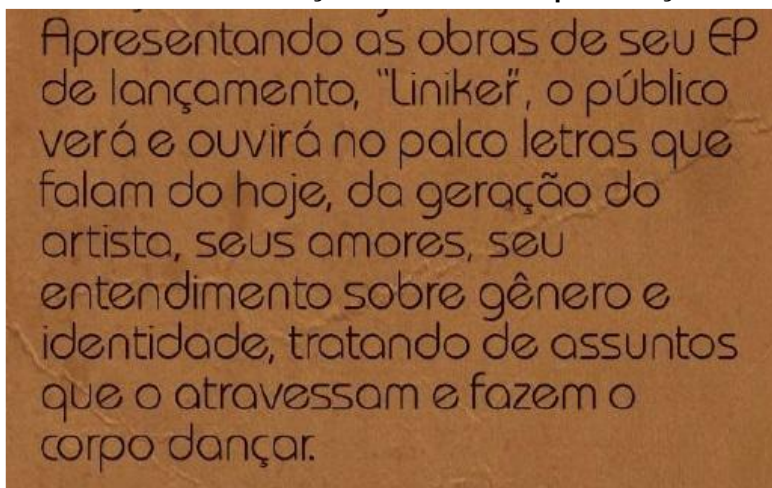 Apresentando as obras de seu EP
de lançamento, "Liniker", o público
verá e ouvirá no palco letras que
falam do hoje, da geração do
artista, seus amores, seu
entendimento sobre gênero e
identidade, tratando de assuntos
que o atravessam e fazem o
corpo dançar.